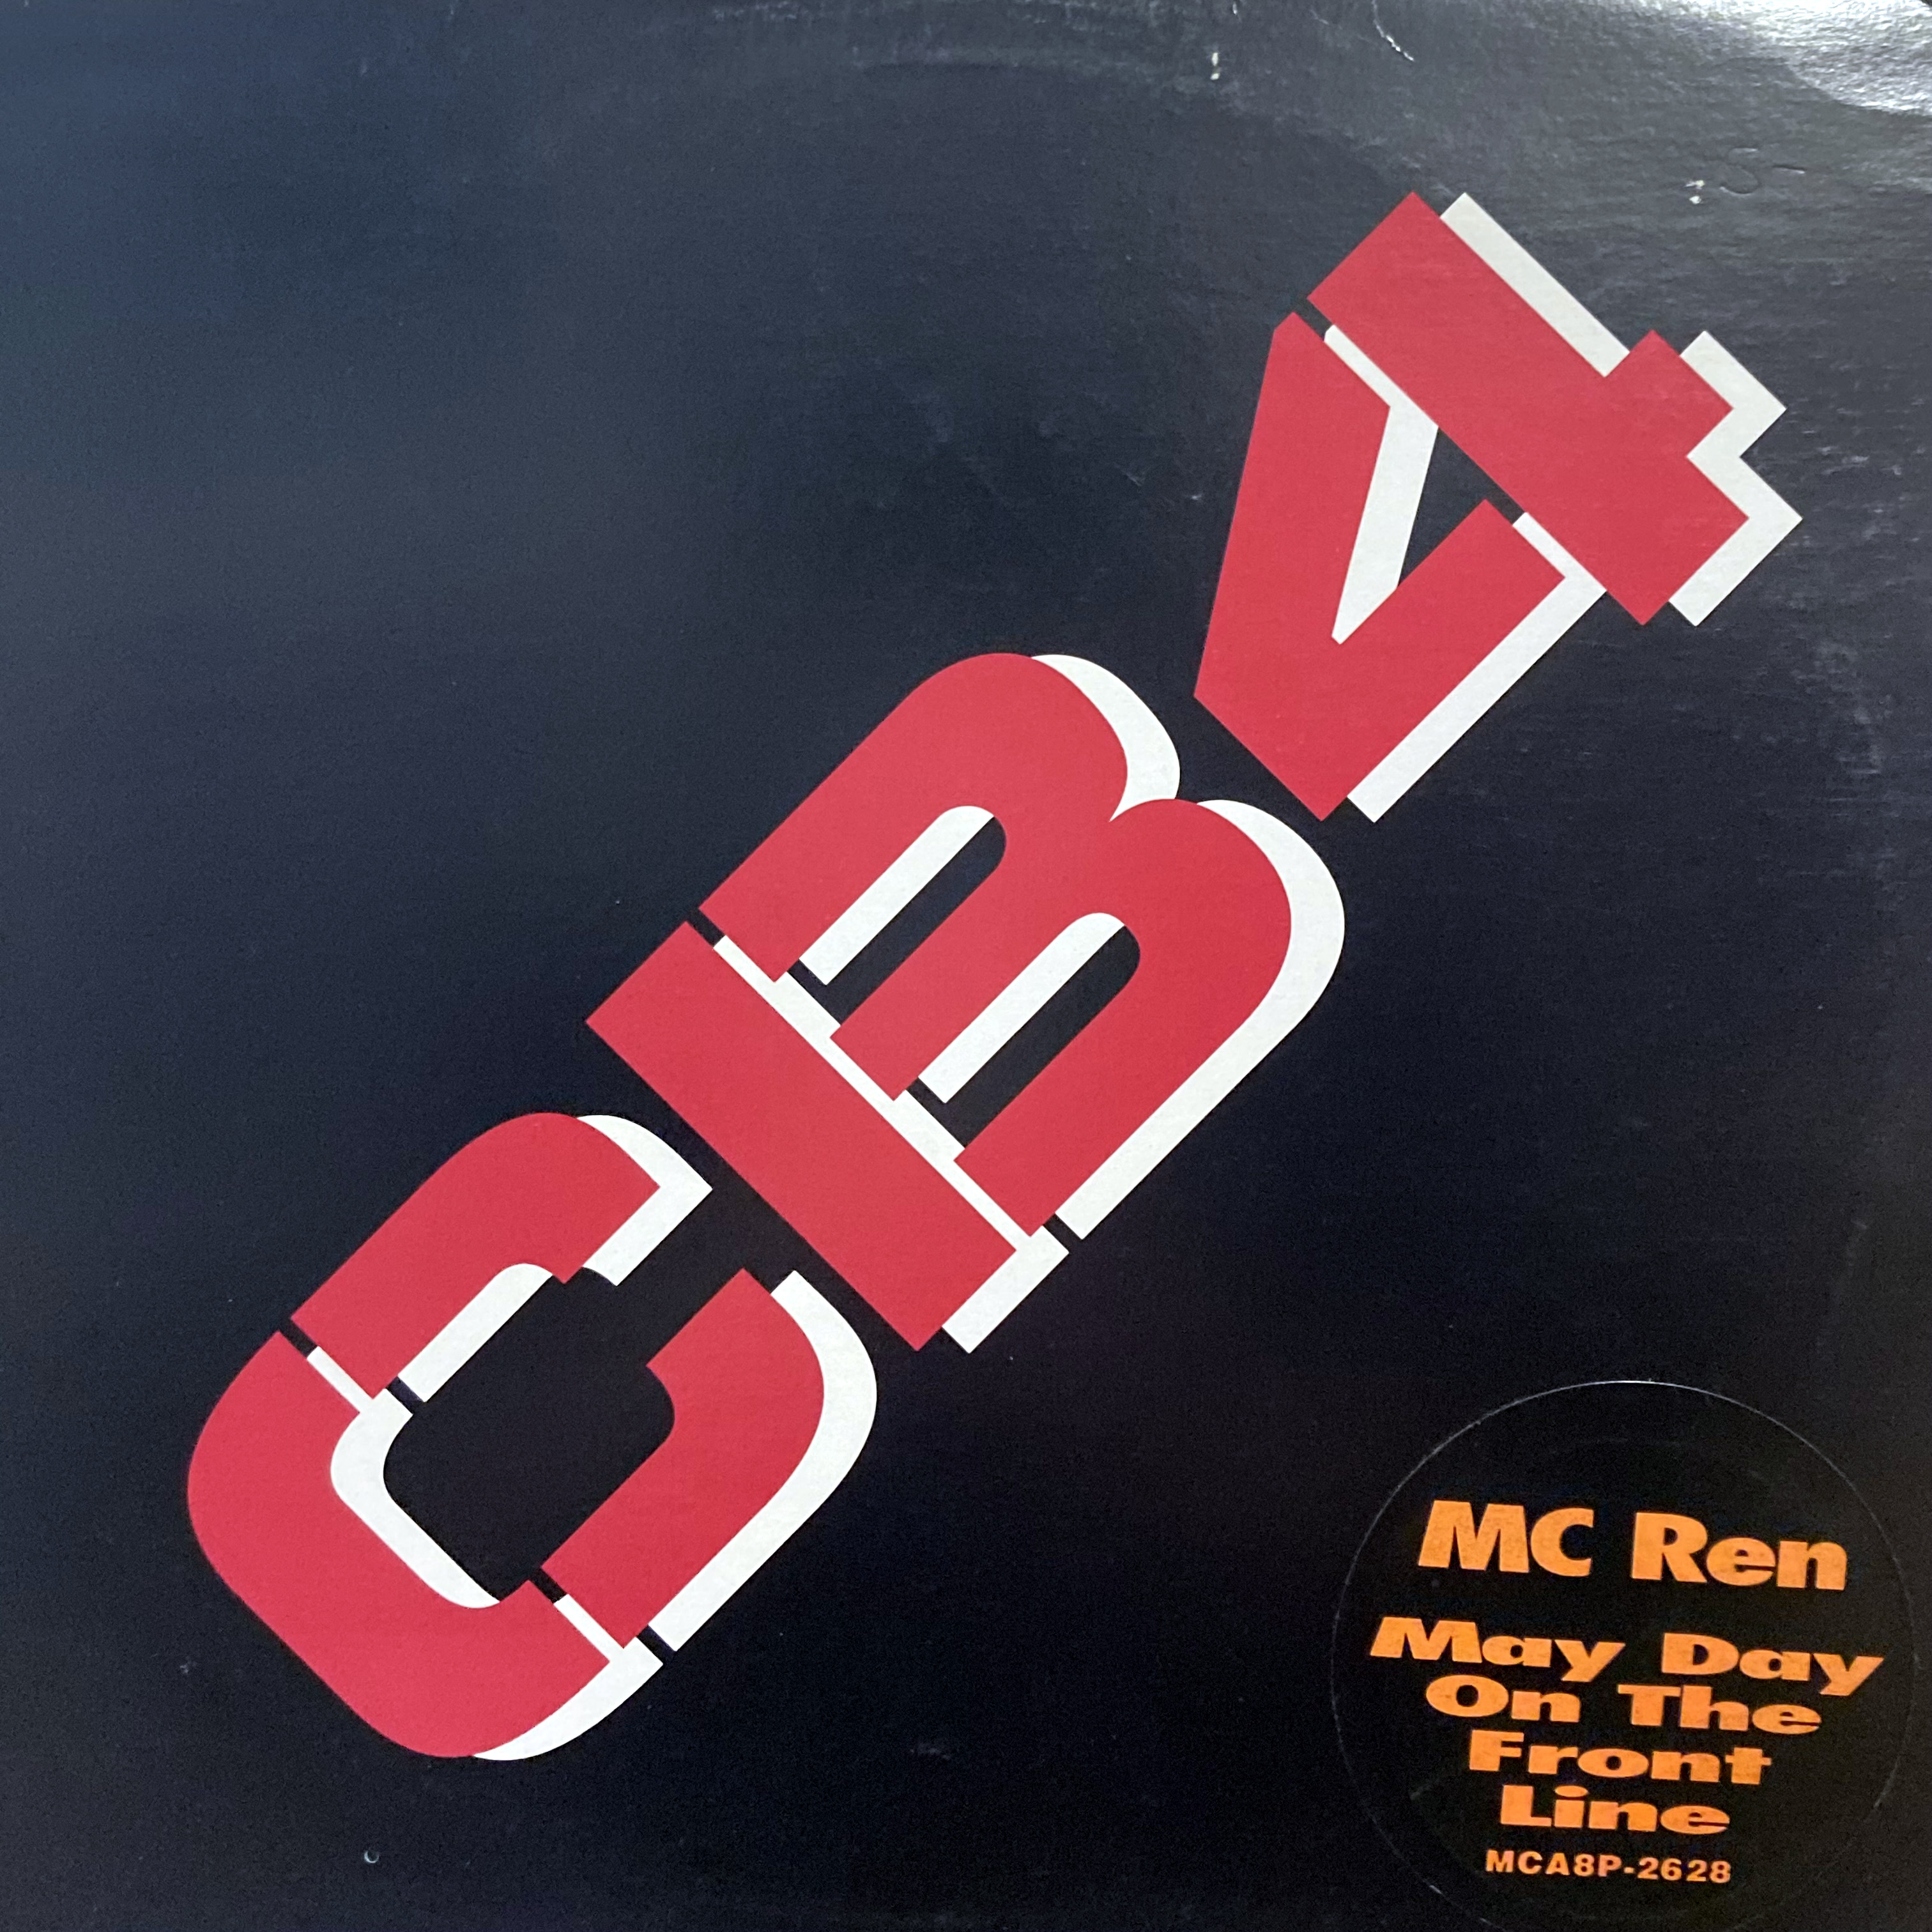 CB4
MC Ren
May Day
On The
Front
Line
MCA8P-2628